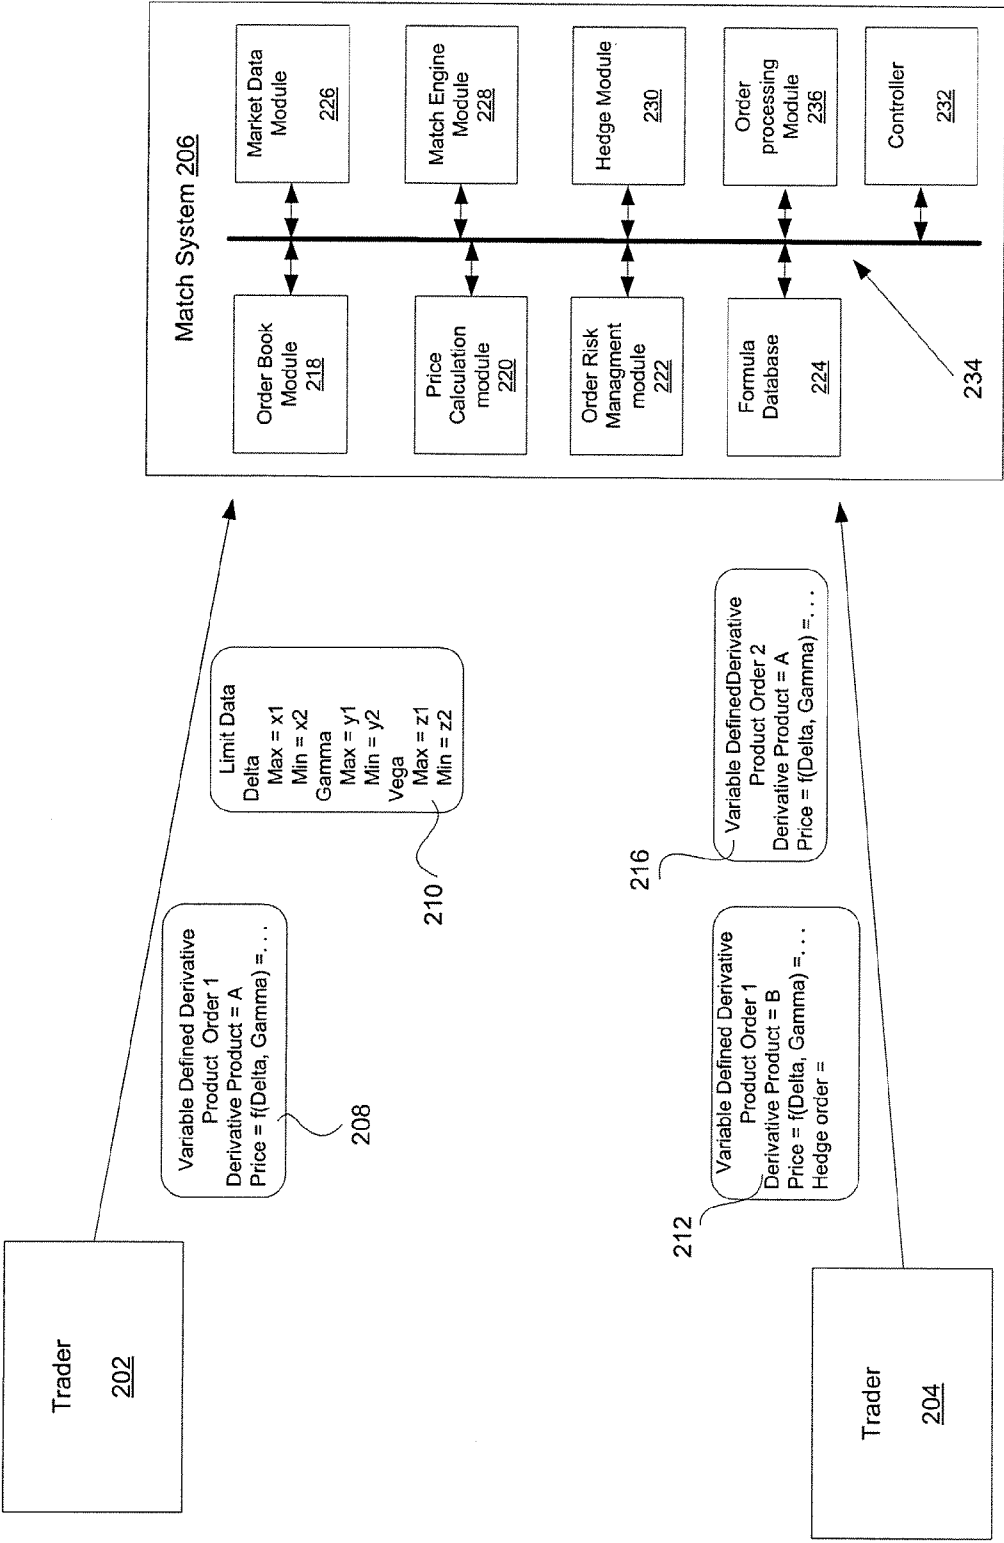 Trader
202
Variable Defined Derivative
Product Order 1
Derivative Product = A
Price = f(Delta, Gamma) =. . .
208
Limit Data
Delta
Max = x1
Min = x2
Gamma
Max = y1
Min = y2
Vega
Max = z1
Min = z2
210
Trader
204
Variable Defined Derivative
Product Order 1
Derivative Product = B
Price = f(Delta, Gamma) =. . .
Hedge order =
212
Variable DefinedDerivative
Product Order 2
Derivative Product = A
Price = f(Delta, Gamma) =. . .
216
Match System 206
Order Book
Module
218
Market Data
Module
226
Price
Calculation
module
220
Match Engine
Module
228
Order Risk
Managment
module
222
Hedge Module
230
Formula
Database
224
Order
processing
Module
236
Controller
232
234